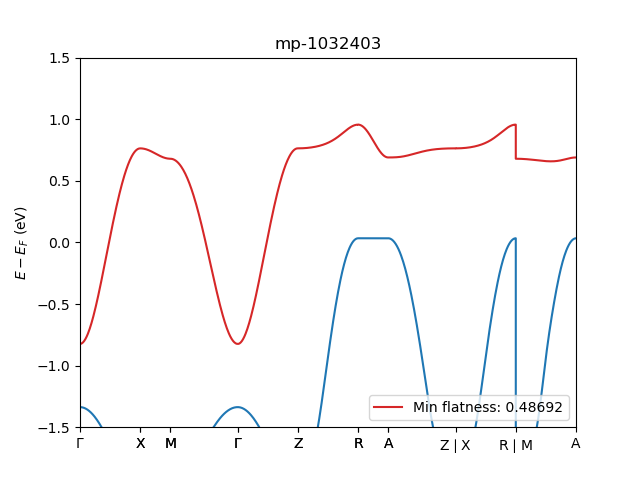 mp-1032403
E − E_F (eV)
1.5
1.0
0.5
0.0
−0.5
−1.0
−1.5
Min flatness: 0.48692
Γ X M Γ Z R A Z | X R | M A